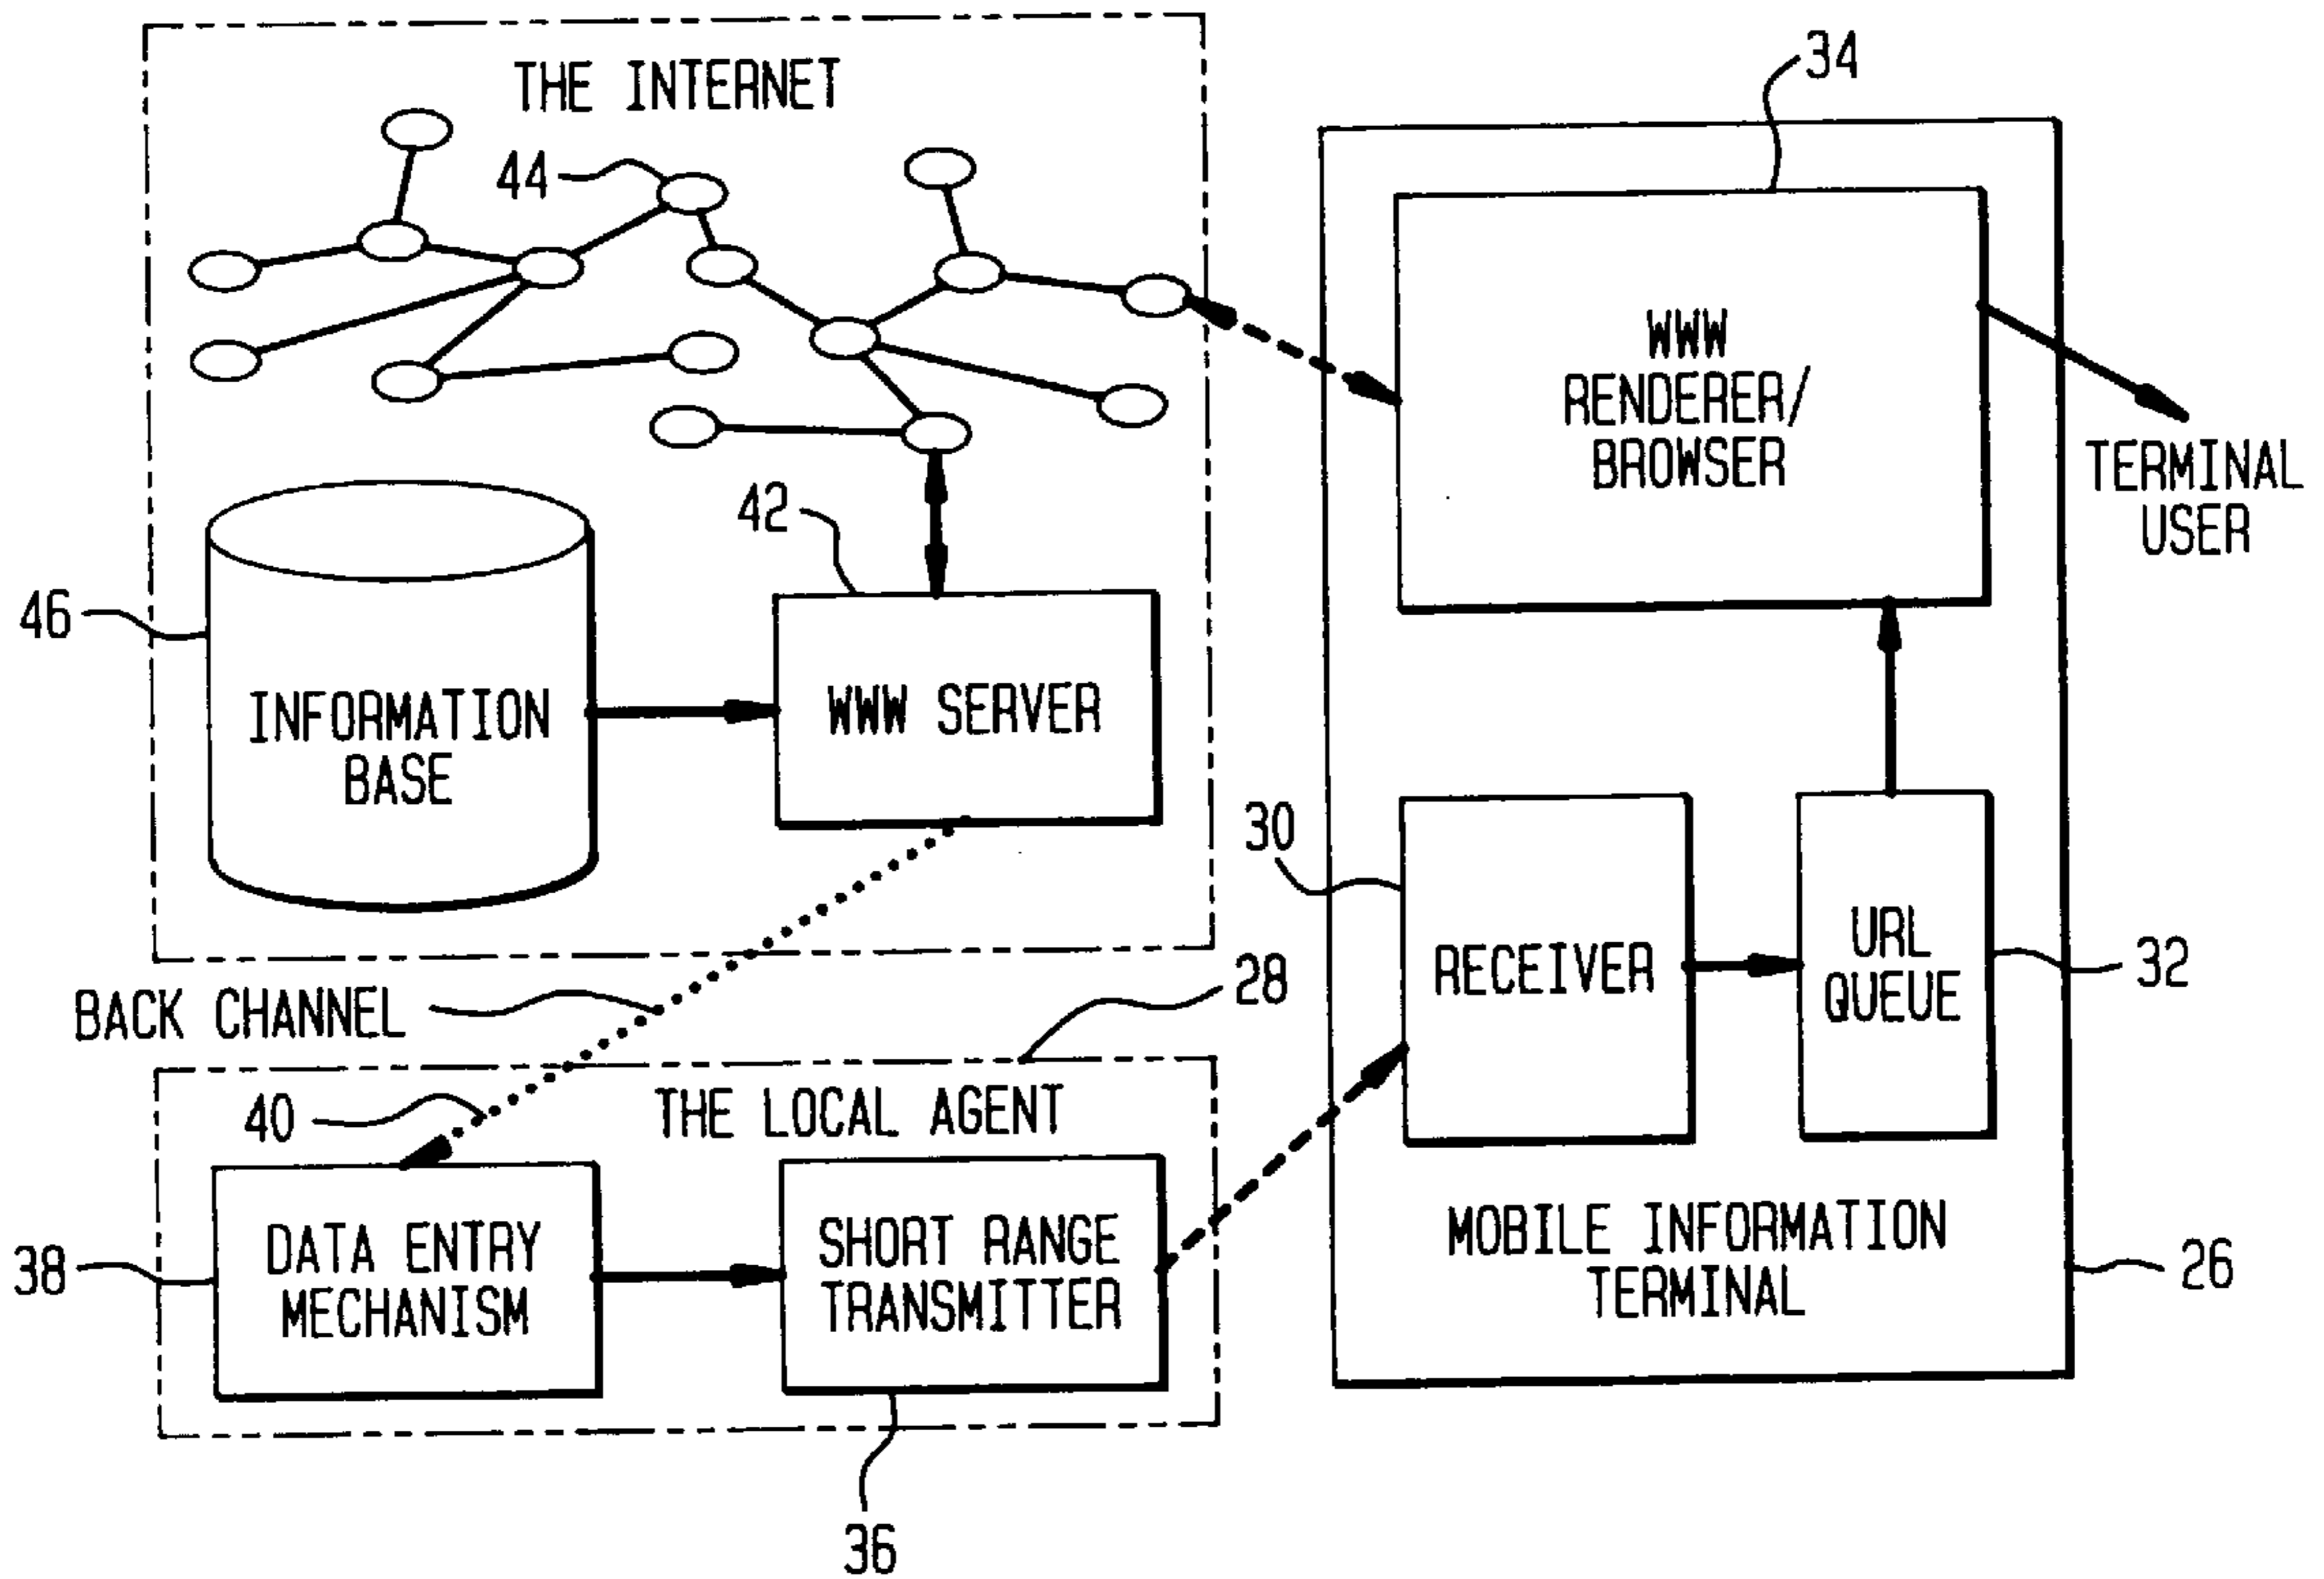 THE INTERNET
44
34
WWW
RENDERER/
BROWSER
TERMINAL
USER
42
46
INFORMATION
BASE
WWW SERVER
30
RECEIVER
URL
QUEUE
32
BACK CHANNEL
28
40
THE LOCAL AGENT
38
DATA ENTRY
MECHANISM
SHORT RANGE
TRANSMITTER
MOBILE INFORMATION
TERMINAL
26
36